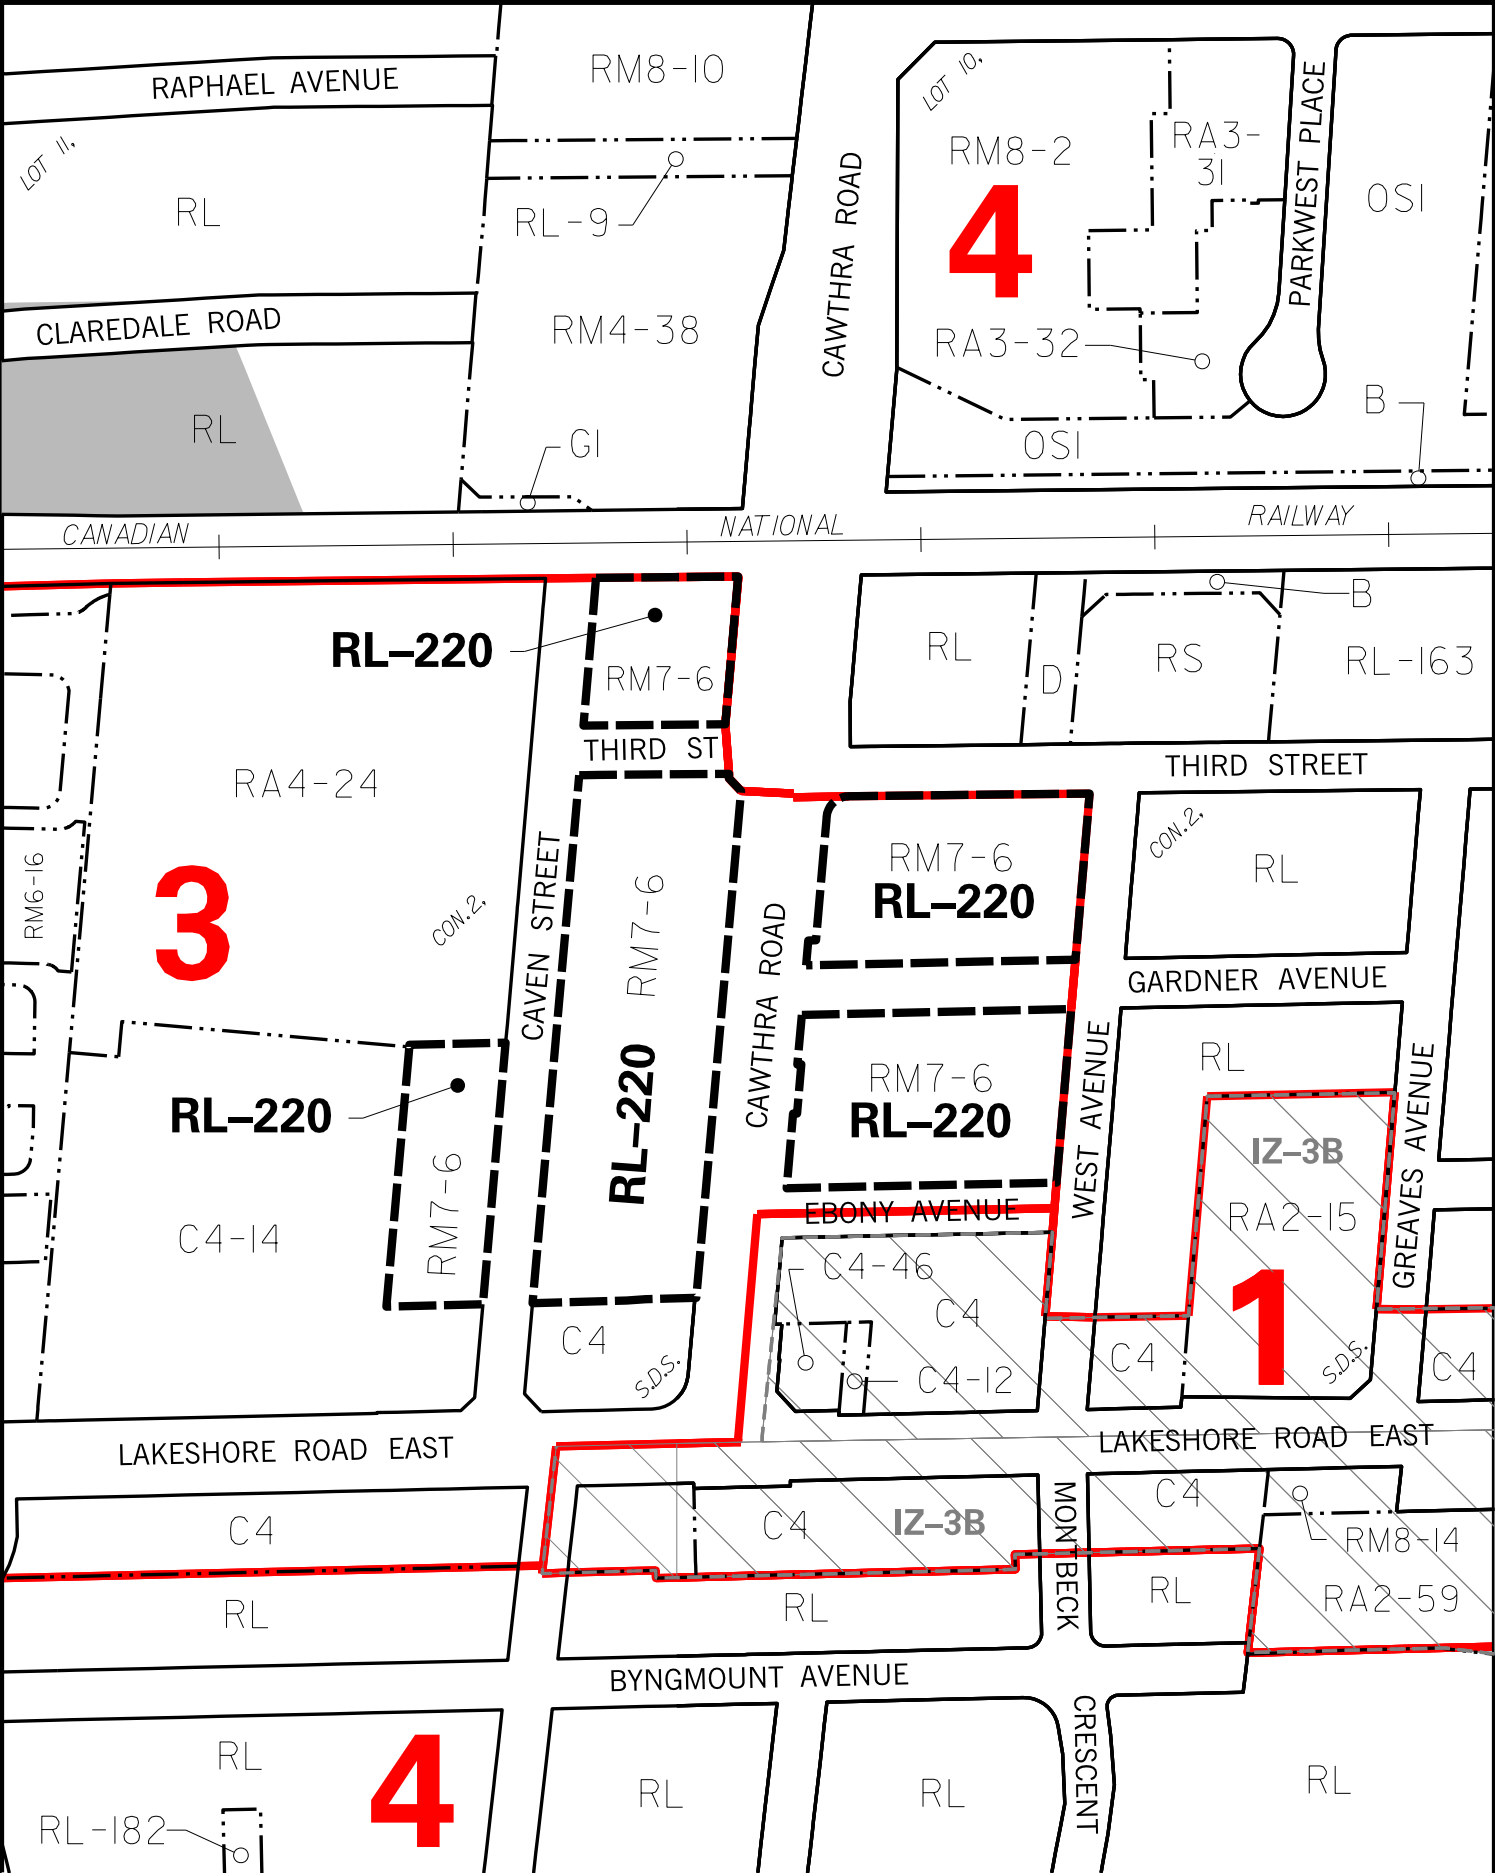 RM8-10
LOT 10,
RAPHAEL AVENUE
LOT 11,
RM8-2
RA3-
31
PARKWEST PLACE
OS1
RL
RL-9
CAWTHRA ROAD
4
CLAREDALE ROAD
RM4-38
RA3-32
B
RL
G1
OS1
CANADIAN
NATIONAL
RAILWAY
B
RL-220
RM7-6
RL
D
RS
RL-163
THIRD ST
THIRD STREET
RA4-24
CON.2,
RM6-16
3
CON.2,
CAVEN STREET
RM7-6
RL-220
CAWTHRA ROAD
RM7-6
RL-220
RL
GARDNER AVENUE
RL
RM7-6
RL-220
WEST AVENUE
GREAVES AVENUE
RL-220
RM7-6
IZ-3B
RA2-15
C4-14
EBONY AVENUE
C4-46
C4
1
C4
S.D.S.
C4-12
C4
S.D.S.
C4
LAKESHORE ROAD EAST
LAKESHORE ROAD EAST
C4
C4
IZ-3B
MONTBECK
C4
RM8-14
RL
RL
RL
RA2-59
BYNGMOUNT AVENUE
CRESCENT
RL
4
RL
RL
RL
RL-182